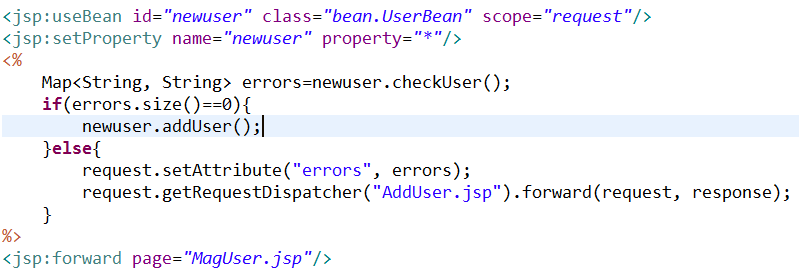 <jsp:useBean id="newuser" class="bean.UserBean" scope="request"/>
<jsp:setProperty name="newuser" property="*"/>
<%
    Map<String, String> errors=newuser.checkUser();
    if(errors.size()==0){
        newuser.addUser();
    }else{
        request.setAttribute("errors", errors);
        request.getRequestDispatcher("AddUser.jsp").forward(request, response);
    }
%>
<jsp:forward page="MagUser.jsp"/>